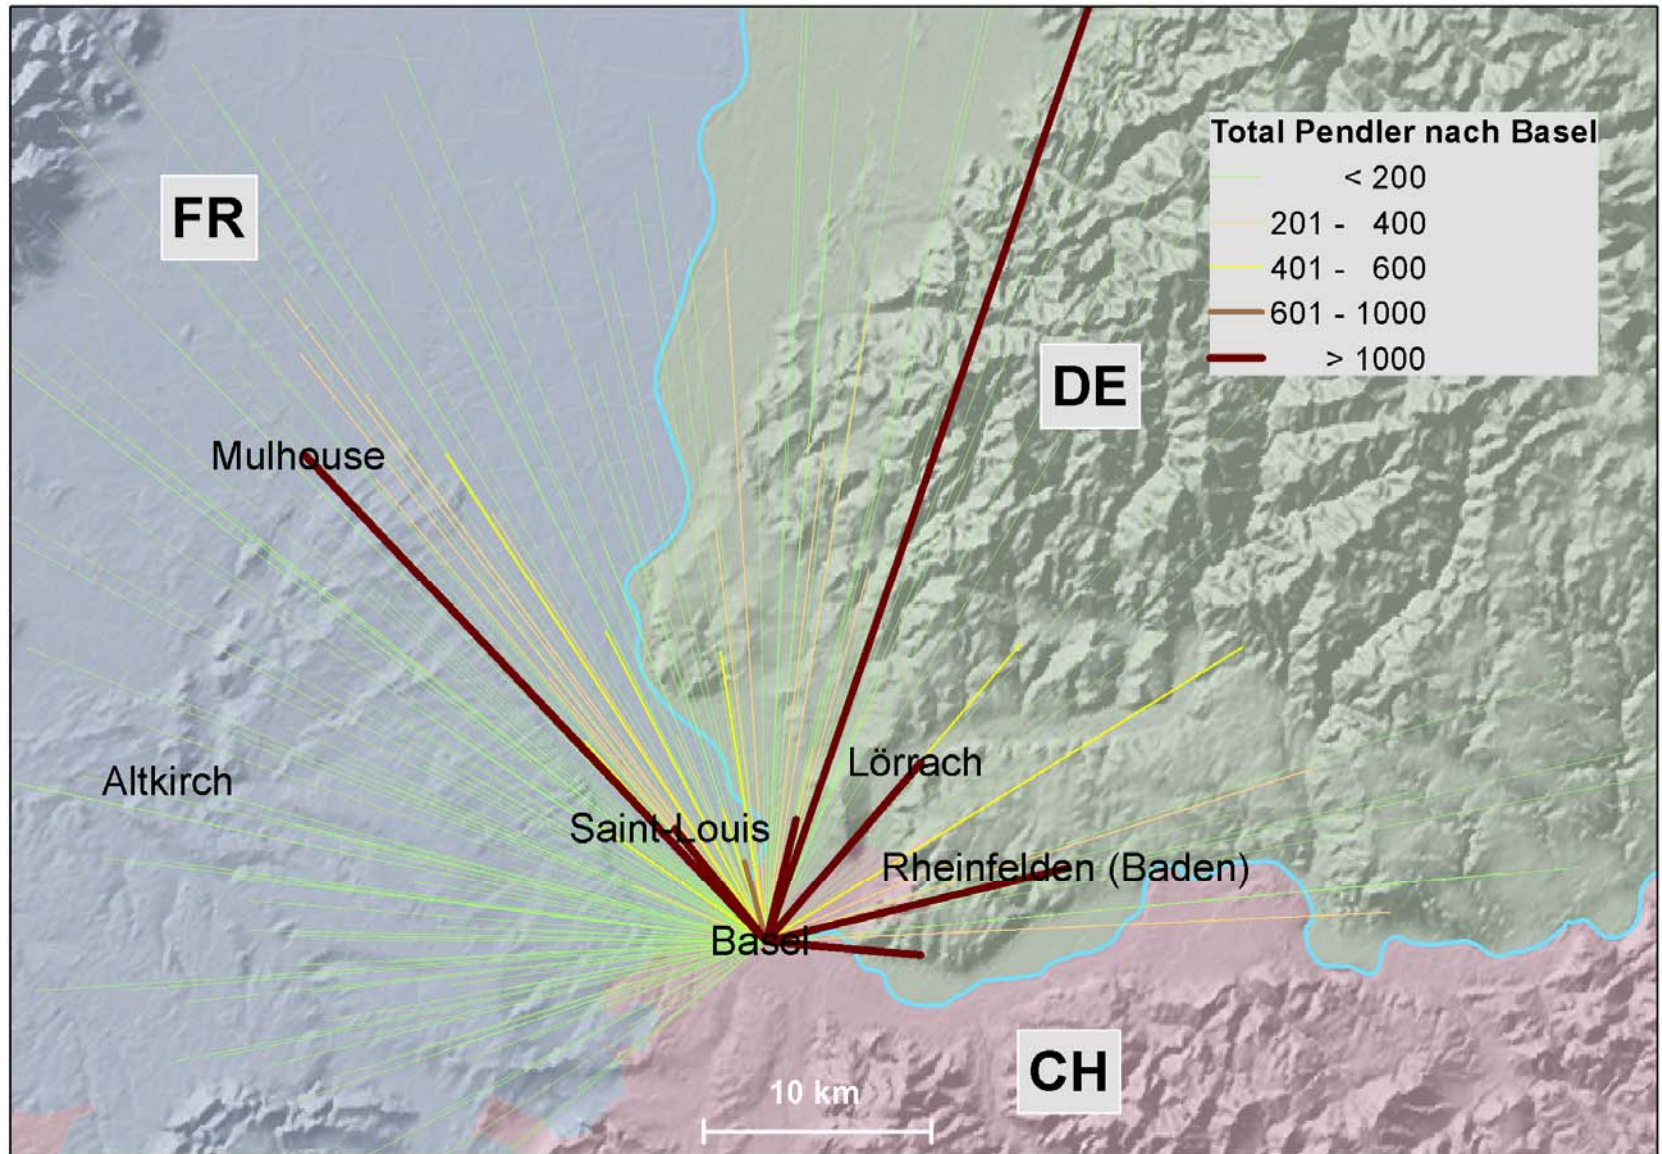 Total Pendler nach Basel
< 200
201 - 400
401 - 600
601 - 1000
> 1000
FR
DE
Mulhouse
Lörrach
Altkirch
Saint-Louis
Rheinfelden (Baden)
Basel
CH
10 km